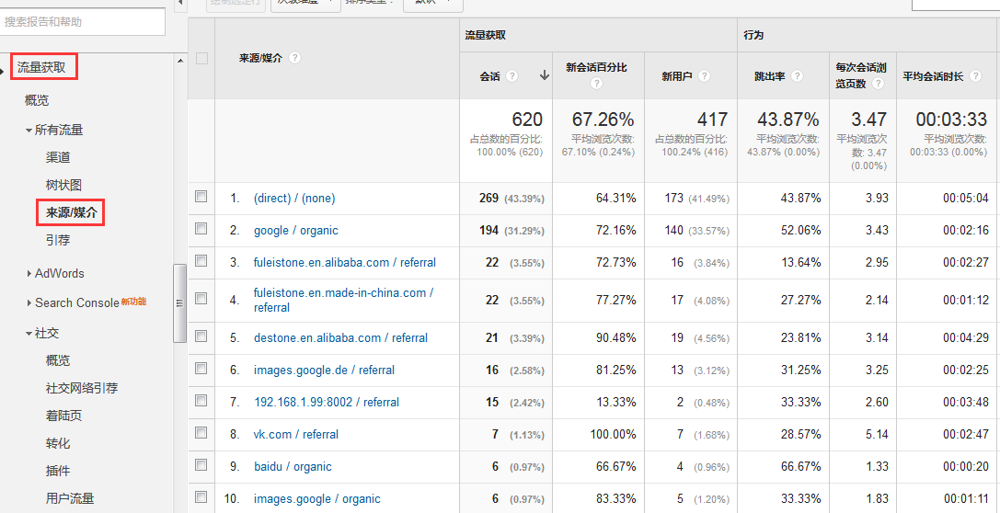 绘制选定行 次级维度 排序类型： 默认
搜索报告和帮助
流量获取
概览
所有流量
渠道
树状图
来源/媒介
引荐
AdWords
Search Console 新功能
社交
概览
社交网络引荐
着陆页
转化
插件
用户流量
来源/媒介 ?
流量获取 行为
会话 ? 新会话百分比 ? 新用户 ? 跳出率 ? 每次会话浏览页数 ? 平均会话时长 ?
620 67.26% 417 43.87% 3.47 00:03:33
占总数的百分比: 100.00% (620) 平均浏览次数: 67.10% (0.24%) 占总数的百分比: 100.24% (416) 平均浏览次数: 43.87% (0.00%) 平均浏览次数: 3.47 (0.00%) 平均浏览次数: 00:03:33 (0.00%)
1. (direct) / (none) 269 (43.39%) 64.31% 173 (41.49%) 43.87% 3.93 00:05:04
2. google / organic 194 (31.29%) 72.16% 140 (33.57%) 52.06% 3.43 00:02:16
3. fuleistone.en.alibaba.com / referral 22 (3.55%) 72.73% 16 (3.84%) 13.64% 2.95 00:02:27
4. fuleistone.en.made-in-china.com / referral 22 (3.55%) 77.27% 17 (4.08%) 27.27% 2.14 00:01:12
5. destone.en.alibaba.com / referral 21 (3.39%) 90.48% 19 (4.56%) 23.81% 3.14 00:04:29
6. images.google.de / referral 16 (2.58%) 81.25% 13 (3.12%) 31.25% 3.25 00:02:25
7. 192.168.1.99:8002 / referral 15 (2.42%) 13.33% 2 (0.48%) 33.33% 2.60 00:03:48
8. vk.com / referral 7 (1.13%) 100.00% 7 (1.68%) 28.57% 5.14 00:02:47
9. baidu / organic 6 (0.97%) 66.67% 4 (0.96%) 66.67% 1.33 00:00:20
10. images.google / organic 6 (0.97%) 83.33% 5 (1.20%) 33.33% 1.83 00:01:11